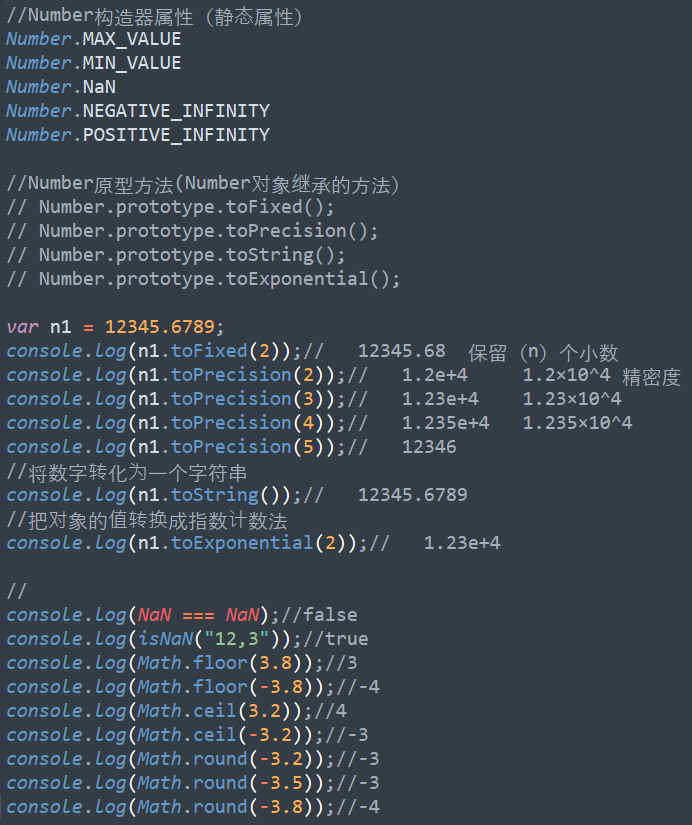 //Number构造器属性（静态属性）
Number.MAX_VALUE
Number.MIN_VALUE
Number.NaN
Number.NEGATIVE_INFINITY
Number.POSITIVE_INFINITY
//Number原型方法(Number对象继承的方法)
// Number.prototype.toFixed();
// Number.prototype.toPrecision();
// Number.prototype.toString();
// Number.prototype.toExponential();
var n1 = 12345.6789;
console.log(n1.toFixed(2));//   12345.68  保留（n）个小数
console.log(n1.toPrecision(2));//   1.2e+4     1.2×10^4 精密度
console.log(n1.toPrecision(3));//   1.23e+4    1.23×10^4
console.log(n1.toPrecision(4));//   1.235e+4   1.235×10^4
console.log(n1.toPrecision(5));//   12346
//将数字转化为一个字符串
console.log(n1.toString());//   12345.6789
//把对象的值转换成指数计数法
console.log(n1.toExponential(2));//   1.23e+4
//
console.log(NaN === NaN);//false
console.log(isNaN("12,3"));//true
console.log(Math.floor(3.8));//3
console.log(Math.floor(-3.8));//-4
console.log(Math.ceil(3.2));//4
console.log(Math.ceil(-3.2));//-3
console.log(Math.round(-3.2));//-3
console.log(Math.round(-3.5));//-3
console.log(Math.round(-3.8));//-4